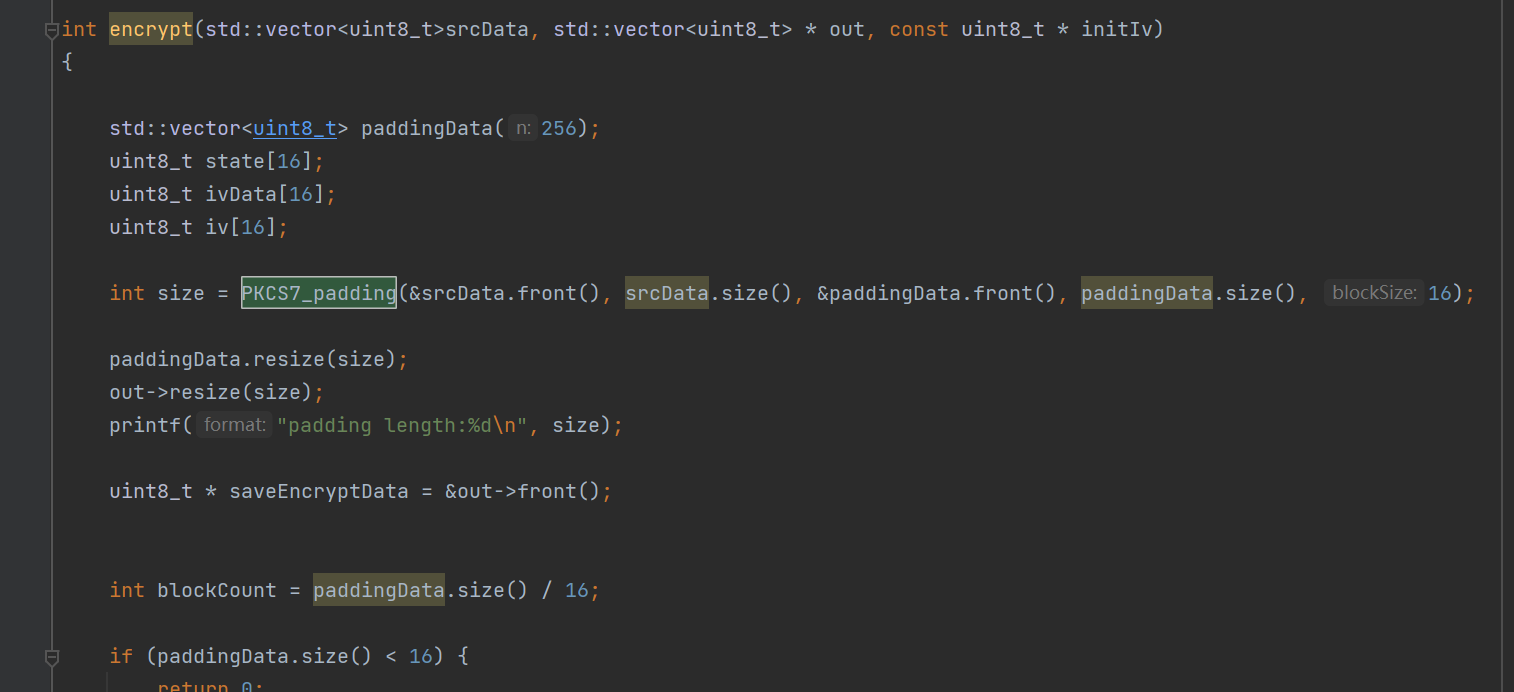 int encrypt(std::vector<uint8_t>srcData, std::vector<uint8_t> * out, const uint8_t * initIv)
{
std::vector<uint8_t> paddingData( n: 256);
uint8_t state[16];
uint8_t ivData[16];
uint8_t iv[16];
int size = PKCS7_padding(&srcData.front(), srcData.size(), &paddingData.front(), paddingData.size(), blockSize: 16);
paddingData.resize(size);
out->resize(size);
printf( format: "padding length:%d\n", size);
uint8_t * saveEncryptData = &out->front();
int blockCount = paddingData.size() / 16;
if (paddingData.size() < 16) {
return 0;